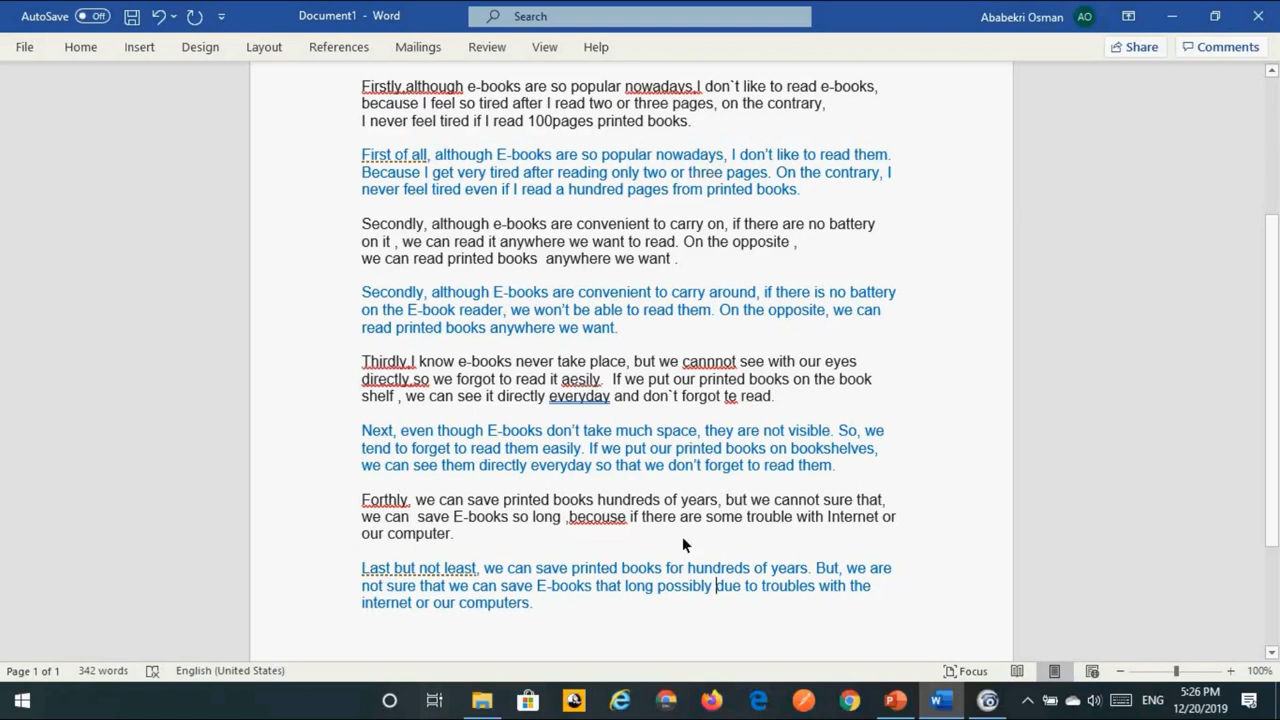 AutoSave Off
Document1 - Word
Search
Ababekri Osman AO
File Home Insert Design Layout References Mailings Review View Help Share Comments
Firstly,although e-books are so popular nowadays,I don`t like to read e-books,
because I feel so tired after I read two or three pages, on the contrary,
I never feel tired if I read 100pages printed books.
First of all, although E-books are so popular nowadays, I don't like to read them.
Because I get very tired after reading only two or three pages. On the contrary, I
never feel tired even if I read a hundred pages from printed books.
Secondly, although e-books are convenient to carry on, if there are no battery
on it , we can read it anywhere we want to read. On the opposite ,
we can read printed books  anywhere we want .
Secondly, although E-books are convenient to carry around, if there is no battery
on the E-book reader, we won't be able to read them. On the opposite, we can
read printed books anywhere we want.
Thirdly,I know e-books never take place, but we cannnot see with our eyes
directly,so we forgot to read it aesily.  If we put our printed books on the book
shelf , we can see it directly everyday and don`t forgot te read.
Next, even though E-books don't take much space, they are not visible. So, we
tend to forget to read them easily. If we put our printed books on bookshelves,
we can see them directly everyday so that we don't forget to read them.
Forthly, we can save printed books hundreds of years, but we cannot sure that,
we can  save E-books so long ,becouse if there are some trouble with Internet or
our computer.
Last but not least, we can save printed books for hundreds of years. But, we are
not sure that we can save E-books that long possibly due to troubles with the
internet or our computers.
Page 1 of 1 342 words English (United States) Focus 100%
ENG 5:26 PM
12/20/2019